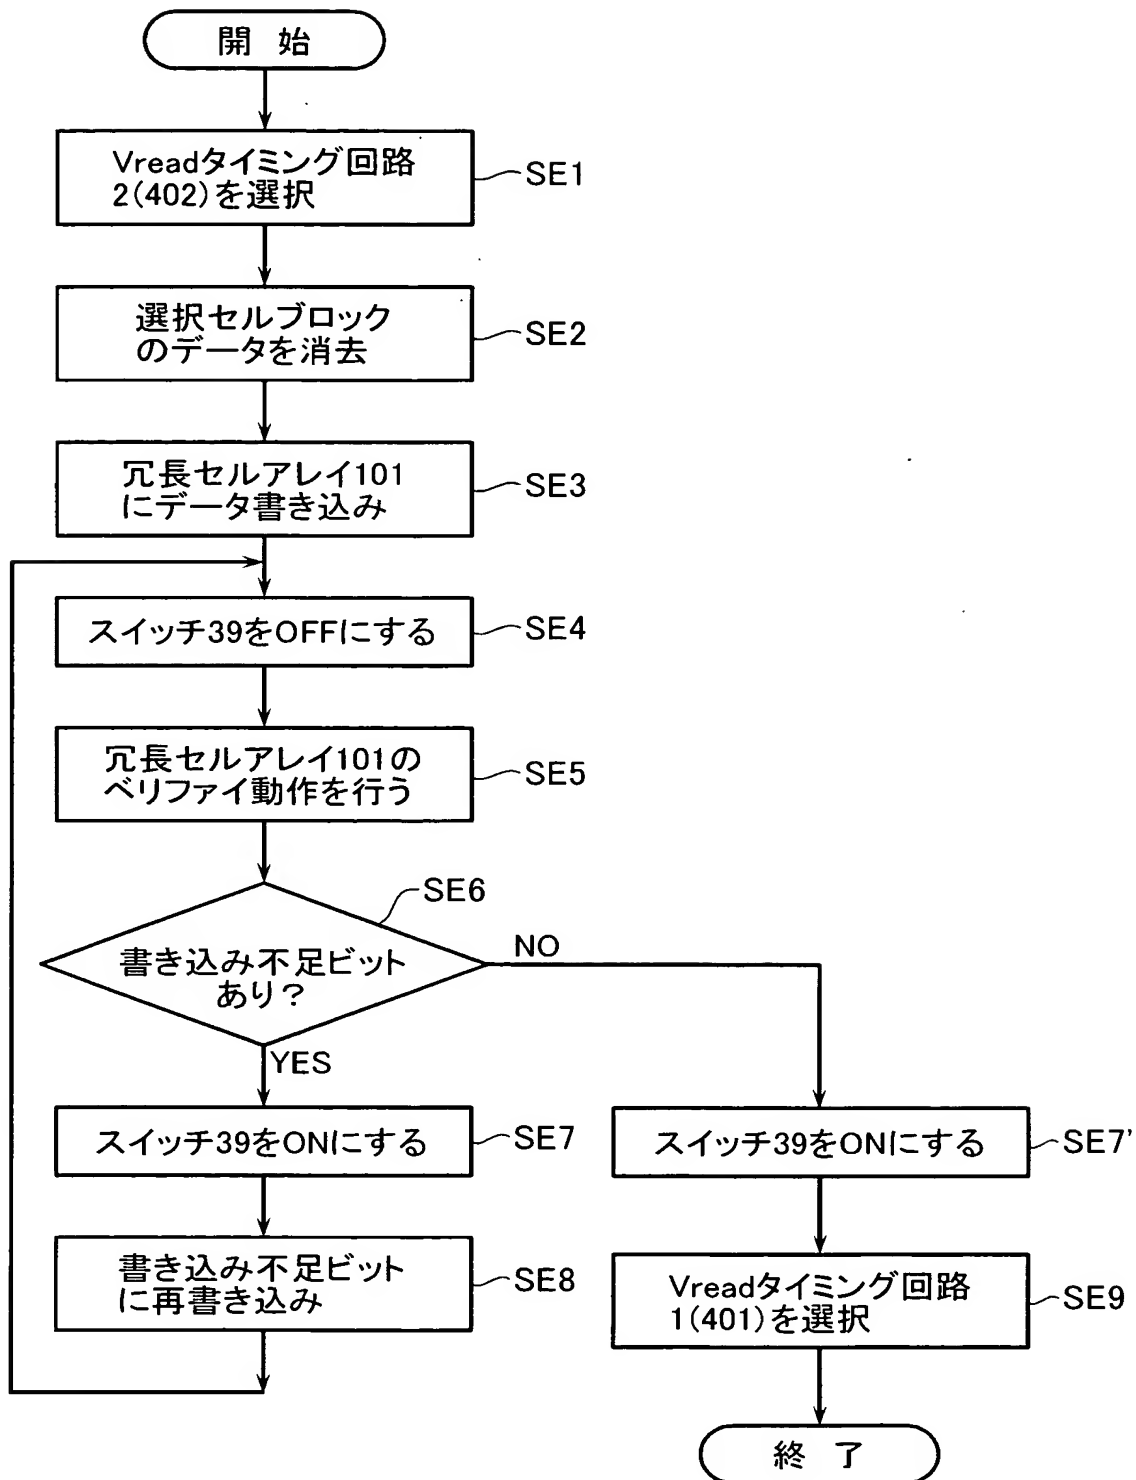 開 始
Vreadタイミング回路
2(402)を選択
SE1
選択セルブロック
のデータを消去
SE2
冗長セルアレイ101
にデータ書き込み
SE3
スイッチ39をOFFにする
SE4
冗長セルアレイ101の
ベリファイ動作を行う
SE5
SE6
書き込み不足ビット
あり?
NO
YES
スイッチ39をONにする
SE7
スイッチ39をONにする
SE7'
書き込み不足ビット
に再書き込み
SE8
Vreadタイミング回路
1(401)を選択
SE9
終 了